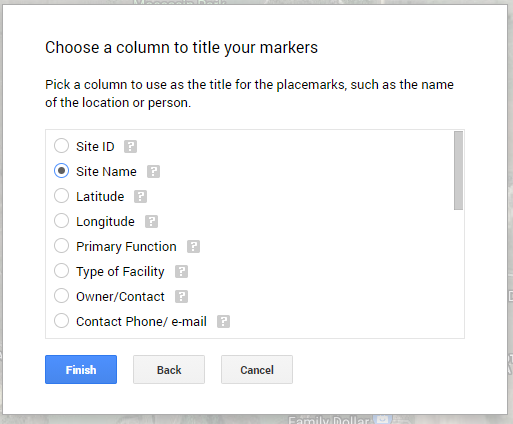 Choose a column to title your markers
Pick a column to use as the title for the placemarks, such as the name
of the location or person.
Site ID ?
Site Name ?
Latitude ?
Longitude ?
Primary Function ?
Type of Facility ?
Owner/Contact ?
Contact Phone/ e-mail ?
Finish Back Cancel
Family Dollar